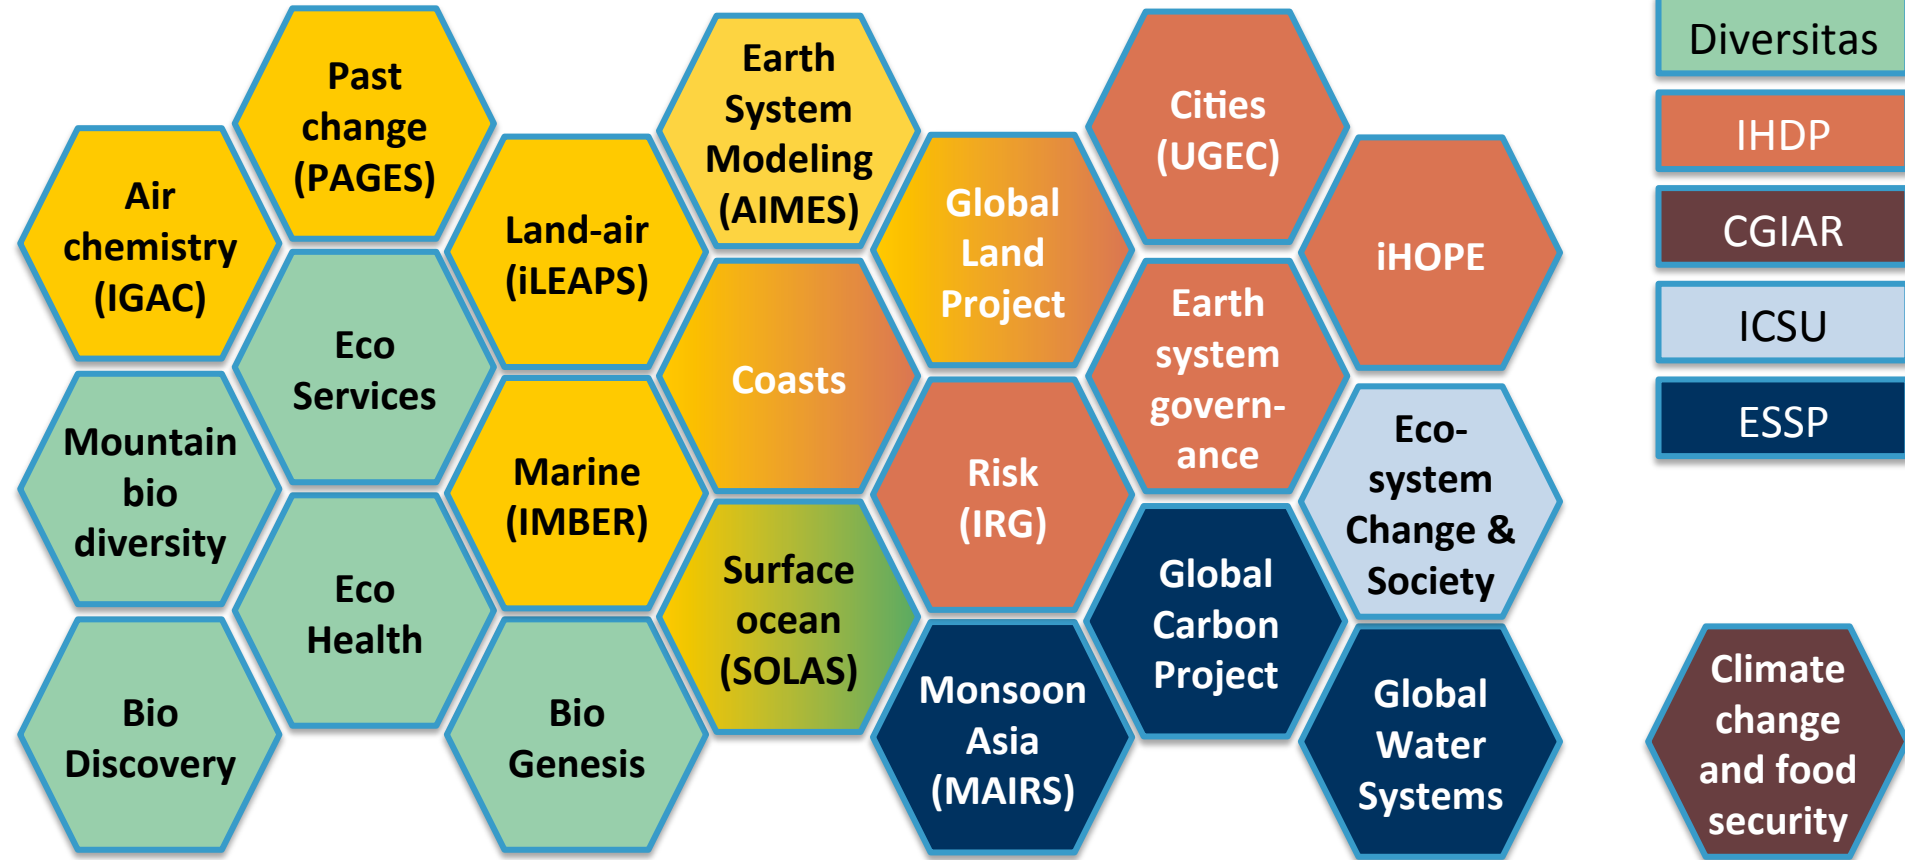 Past
change
(PAGES)
Earth
System
Modeling
(AIMES)
Cities
(UGEC)
Air
chemistry
(IGAC)
Land-air
(iLEAPS)
Global
Land
Project
iHOPE
Eco
Services
Coasts
Earth
system
govern-
ance
Mountain
bio
diversity
Marine
(IMBER)
Risk
(IRG)
Eco-
system
Change &
Society
Eco
Health
Surface
ocean
(SOLAS)
Global
Carbon
Project
Bio
Discovery
Bio
Genesis
Monsoon
Asia
(MAIRS)
Global
Water
Systems
Diversitas
IHDP
CGIAR
ICSU
ESSP
Climate
change
and food
security